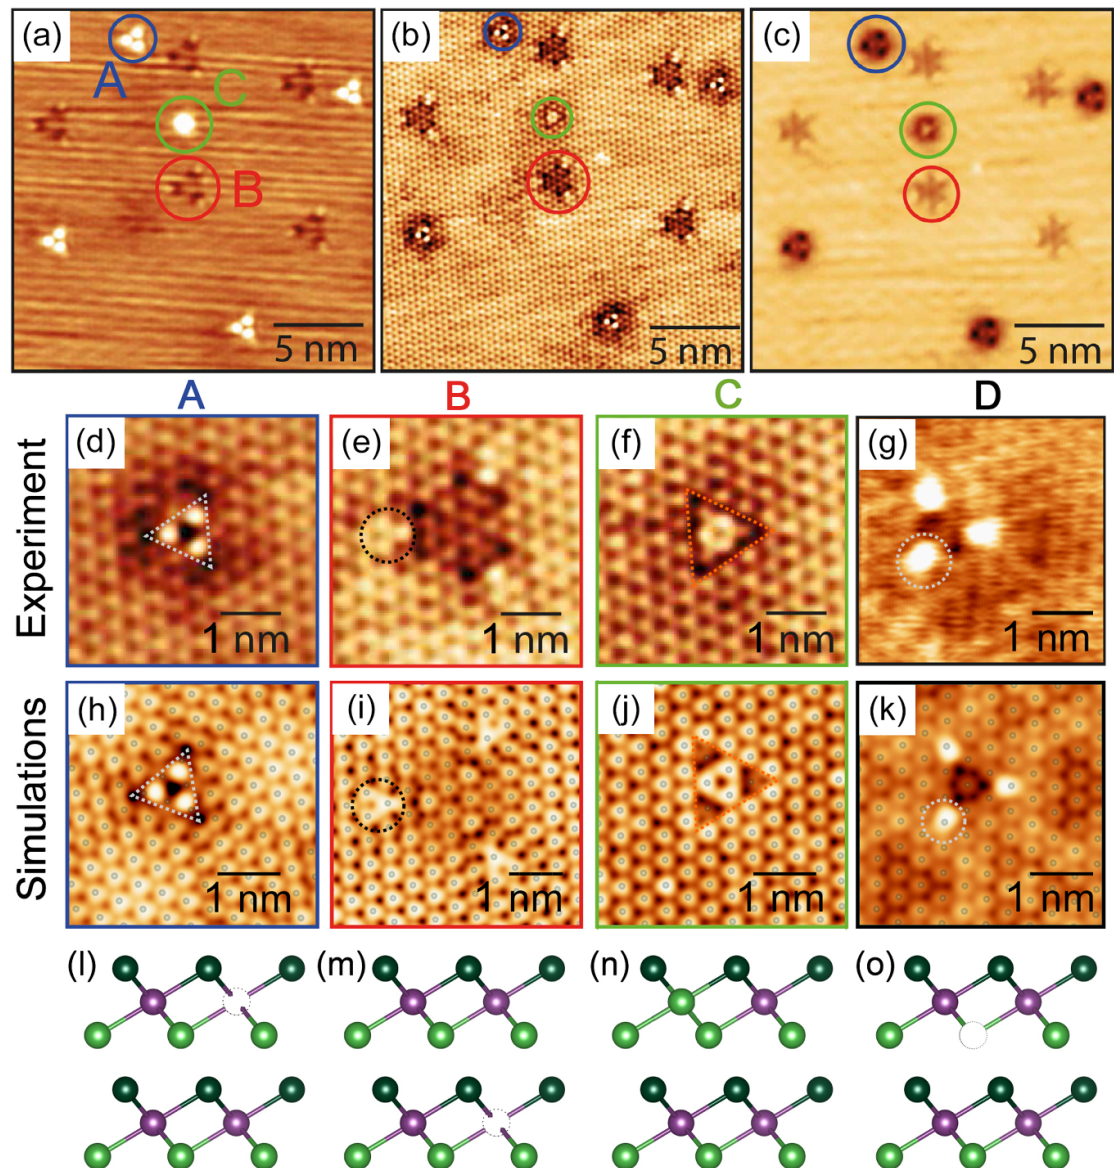 (a) (b) (c)
A C B
5 nm 5 nm 5 nm
A B C D
Experiment
(d) (e) (f) (g)
1 nm 1 nm 1 nm 1 nm
Simulations
(h) (i) (j) (k)
1 nm 1 nm 1 nm 1 nm
(l) (m) (n) (o)